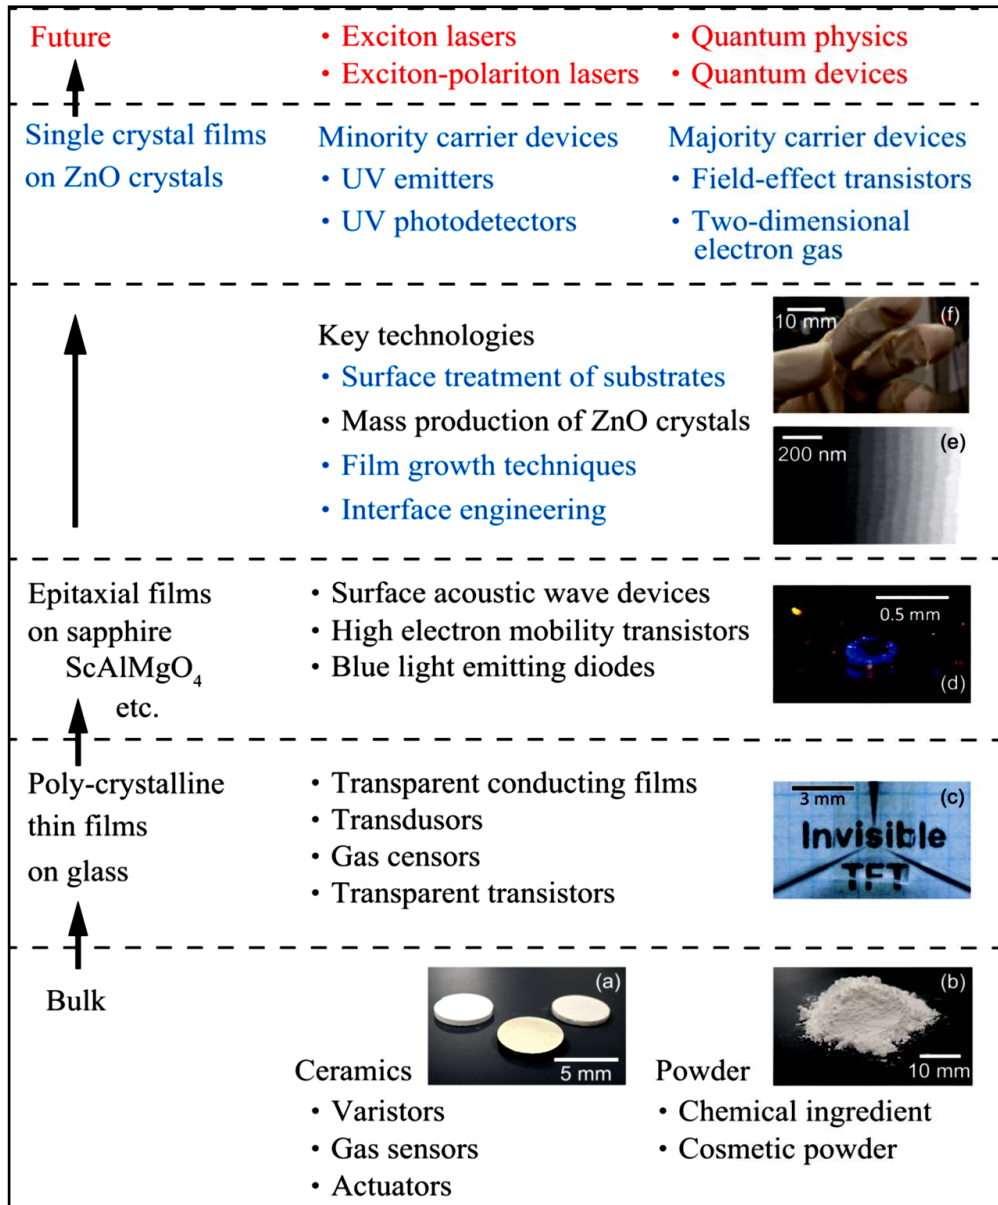 Future
• Exciton lasers
• Exciton-polariton lasers
• Quantum physics
• Quantum devices
Single crystal films
on ZnO crystals
Minority carrier devices
• UV emitters
• UV photodetectors
Majority carrier devices
• Field-effect transistors
• Two-dimensional
electron gas
Key technologies
• Surface treatment of substrates
• Mass production of ZnO crystals
• Film growth techniques
• Interface engineering
10 mm
(f)
200 nm
(e)
Epitaxial films
on sapphire
ScAlMgO₄
etc.
• Surface acoustic wave devices
• High electron mobility transistors
• Blue light emitting diodes
0.5 mm
(d)
Poly-crystalline
thin films
on glass
• Transparent conducting films
• Transdusors
• Gas censors
• Transparent transistors
3 mm
(c)
Invisible
TFT
Bulk
(a)
5 mm
Ceramics
• Varistors
• Gas sensors
• Actuators
(b)
10 mm
Powder
• Chemical ingredient
• Cosmetic powder